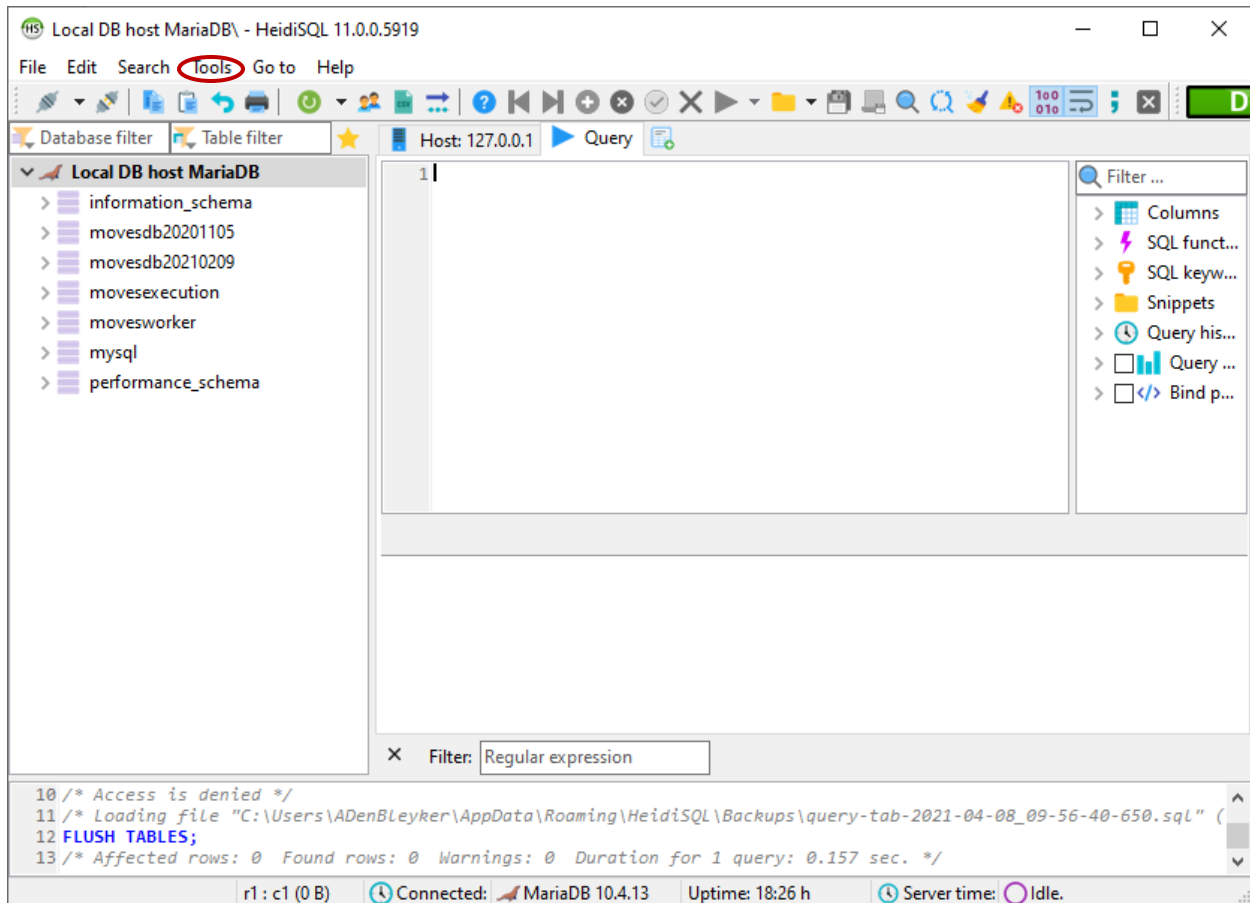 HS Local DB host MariaDB\ - HeidiSQL 11.0.0.5919
File Edit Search Tools Go to Help
csv 100 010 ; D
Database filter Table filter Host: 127.0.0.1 Query
Local DB host MariaDB
information_schema
movesdb20201105
movesdb20210209
movesexecution
movesworker
mysql
performance_schema
1
Filter ...
Columns
SQL funct...
SQL keyw...
Snippets
Query his...
Query ...
Bind p...
Filter: Regular expression
10 /* Access is denied */
11 /* Loading file "C:\Users\ADenBleyker\AppData\Roaming\HeidiSQL\Backups\query-tab-2021-04-08_09-56-40-650.sql" (
12 FLUSH TABLES;
13 /* Affected rows: 0 Found rows: 0 Warnings: 0 Duration for 1 query: 0.157 sec. */
r1 : c1 (0 B) Connected: MariaDB 10.4.13 Uptime: 18:26 h Server time: Idle.